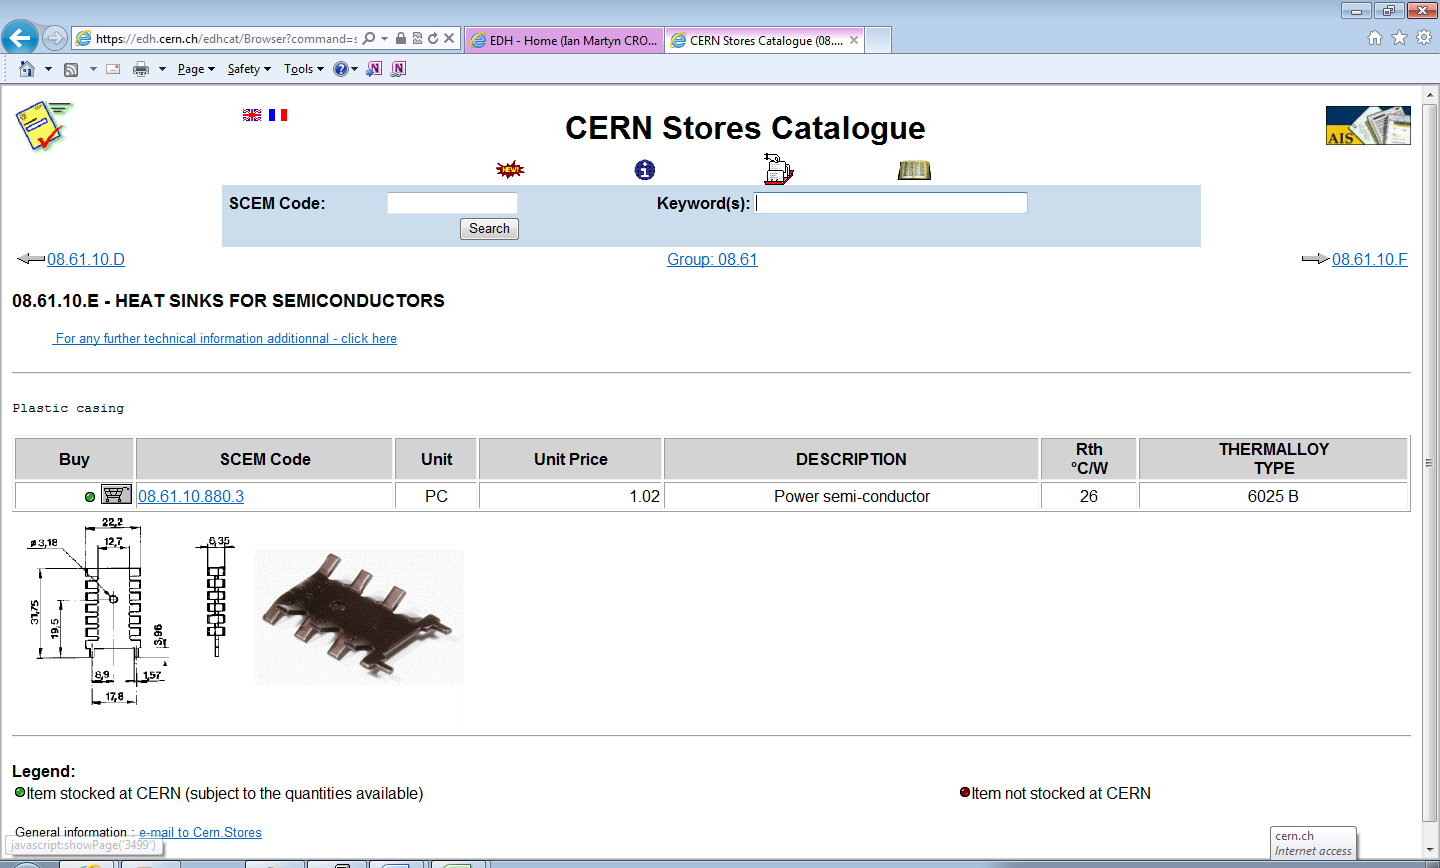 https://edh.cern.ch/edhcat/Browser?command=s
EDH - Home (Ian Martyn CRO...
CERN Stores Catalogue (08....
Page
Safety
Tools
CERN Stores Catalogue
AIS
NEW!
SCEM Code:
Keyword(s):
Search
08.61.10.D
Group: 08.61
08.61.10.F
08.61.10.E - HEAT SINKS FOR SEMICONDUCTORS
For any further technical information additionnal - click here
Plastic casing
Buy
SCEM Code
Unit
Unit Price
DESCRIPTION
Rth
°C/W
THERMALLOY
TYPE
08.61.10.880.3
PC
1.02
Power semi-conductor
26
6025 B
22,2
ø3,18
12,7
6,35
31,75
19,5
3,96
8,9
1,57
17,8
Legend:
Item stocked at CERN (subject to the quantities available)
Item not stocked at CERN
General information : e-mail to Cern.Stores
javascript:showPage('3499')
cern.ch
Internet access